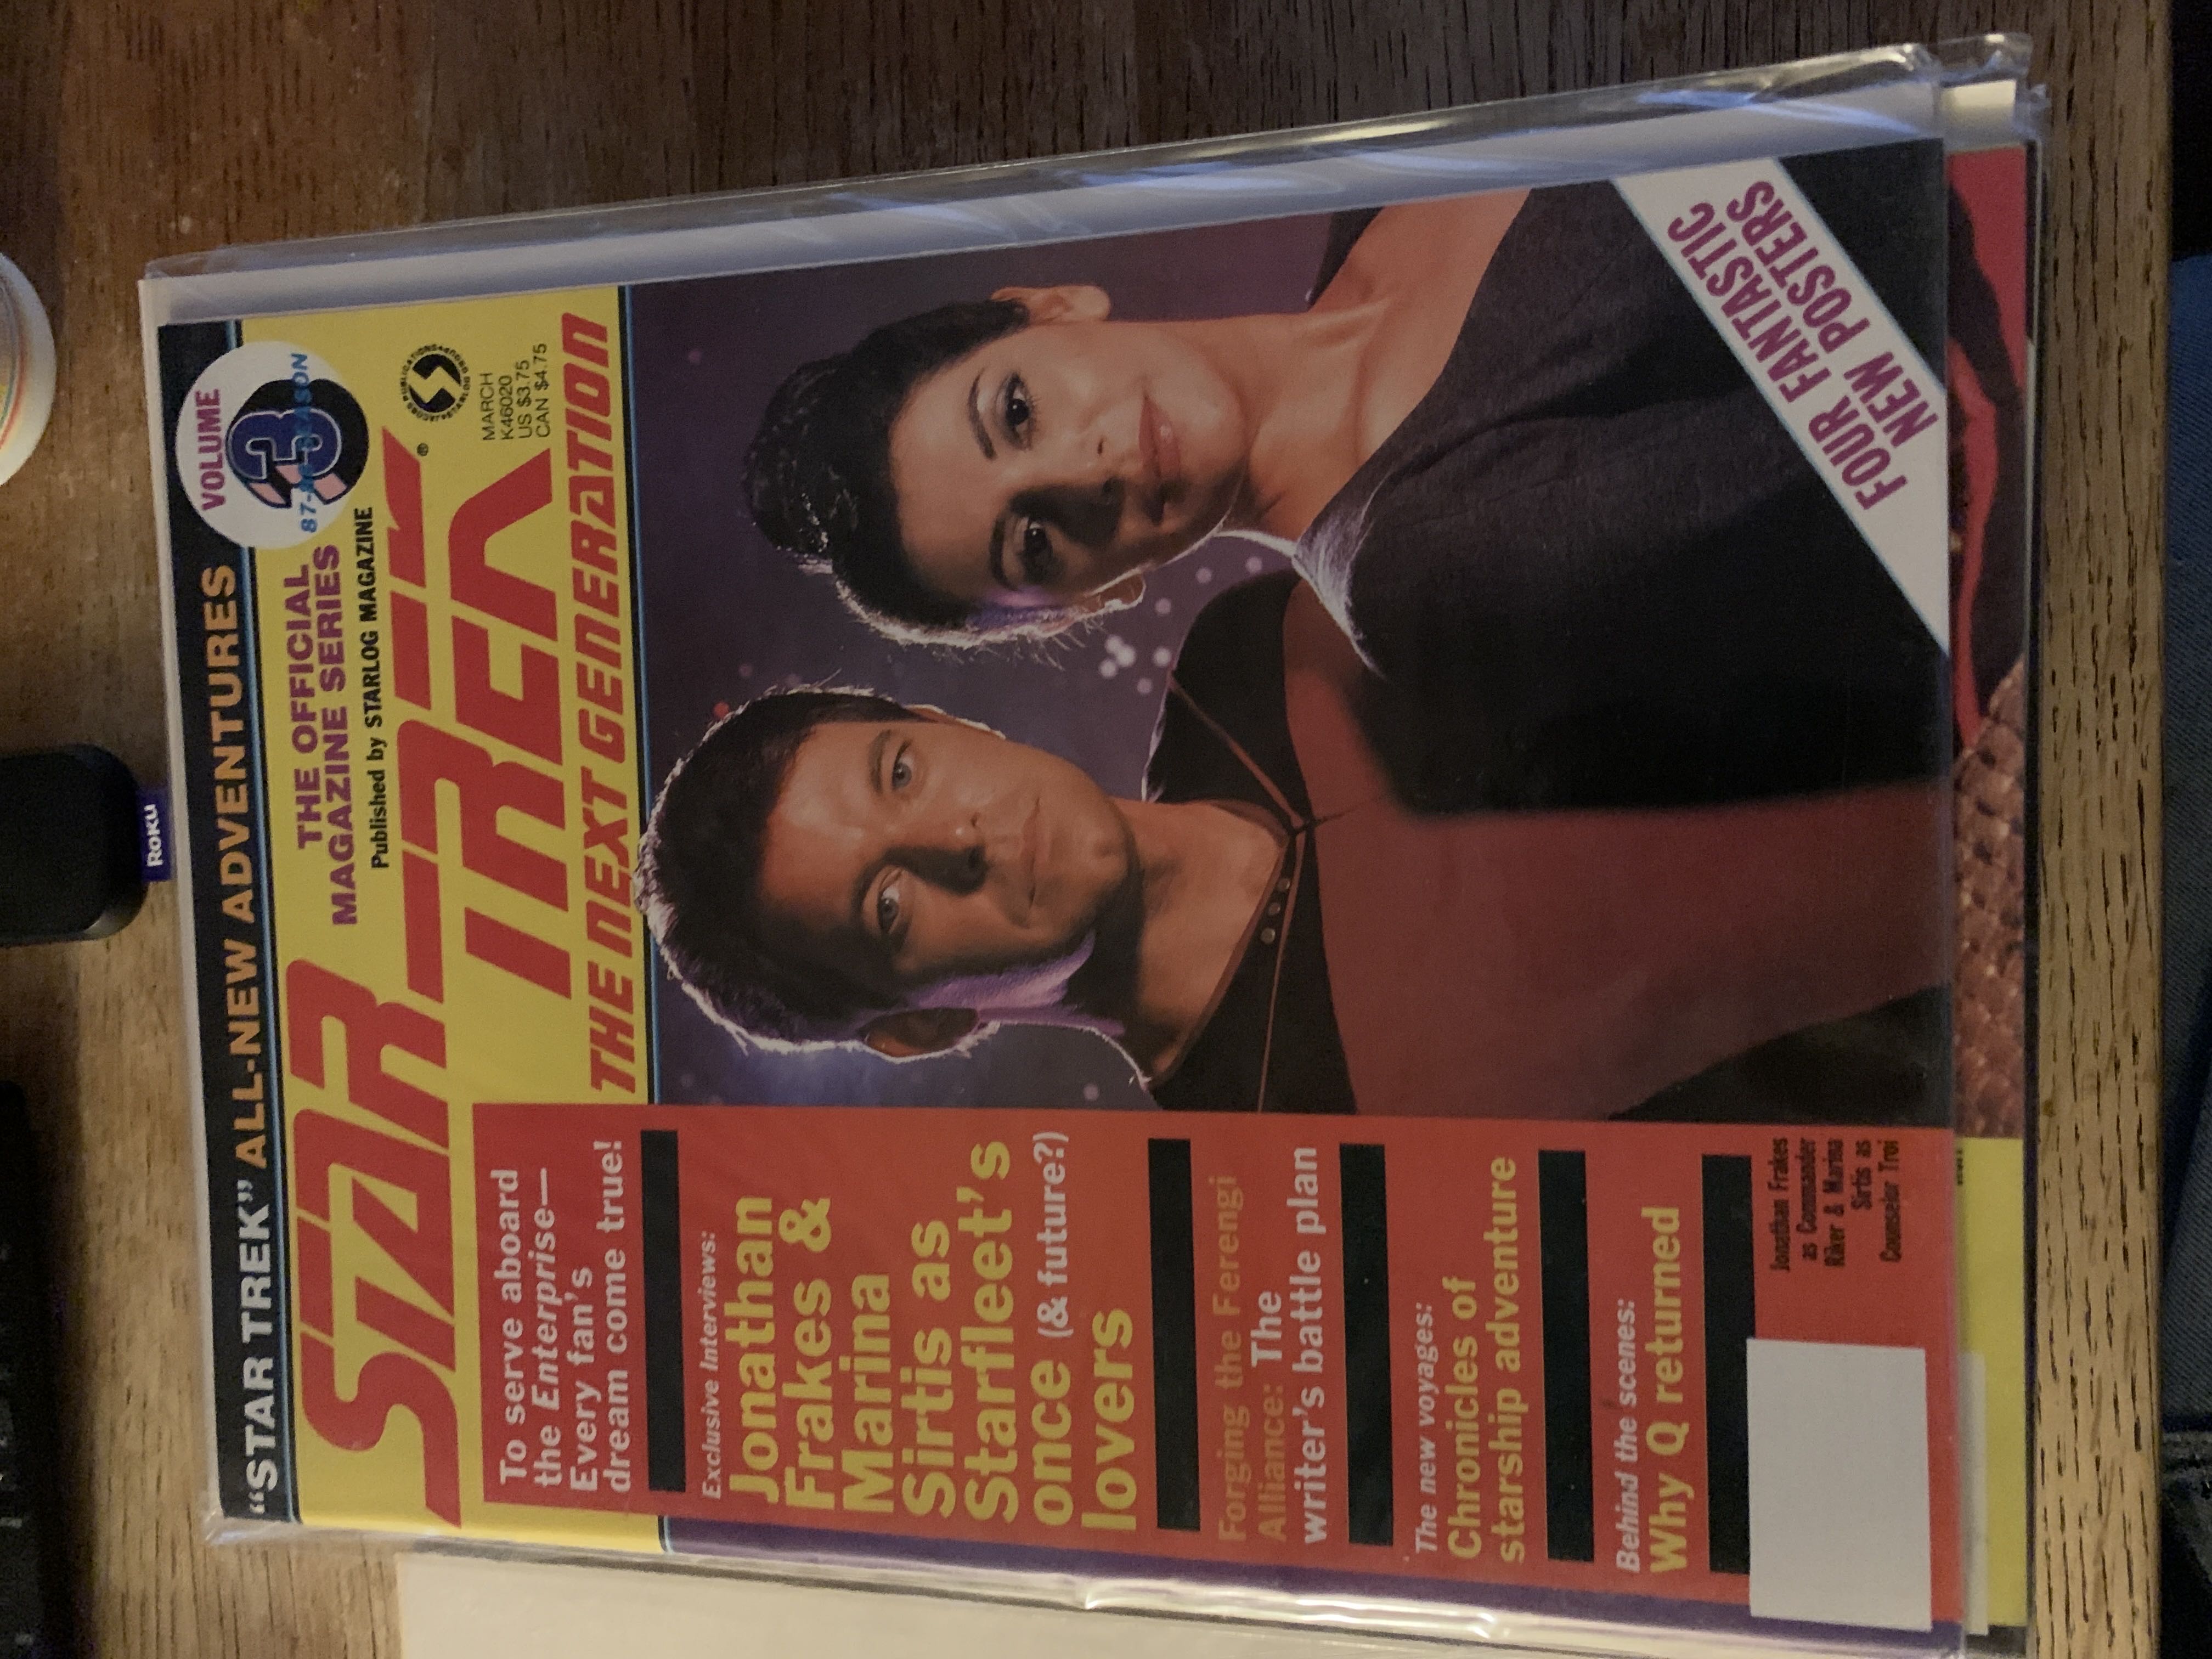 "STAR TREK" ALL-NEW ADVENTURES
VOLUME
3
THE OFFICIAL
MAGAZINE SERIES
Published by STARLOG MAGAZINE
STAR
TREK®
THE NEXT GENERATION
MARCH
K46020
US $3.75
CAN $4.75
To serve aboard
the Enterprise—
Every fan's
dream come true!
Exclusive Interviews:
Jonathan
Frakes &
Marina
Sirtis as
Starfleet's
once (& future?)
lovers
Forging the Ferengi
Alliance: The
writer's battle plan
The new voyages:
Chronicles of
starship adventure
Behind the scenes:
Why Q returned
Jonathan Frakes
as Commander
Riker & Marina
Sirtis as
Counselor Troi
FOUR FANTASTIC
NEW POSTERS
Roku